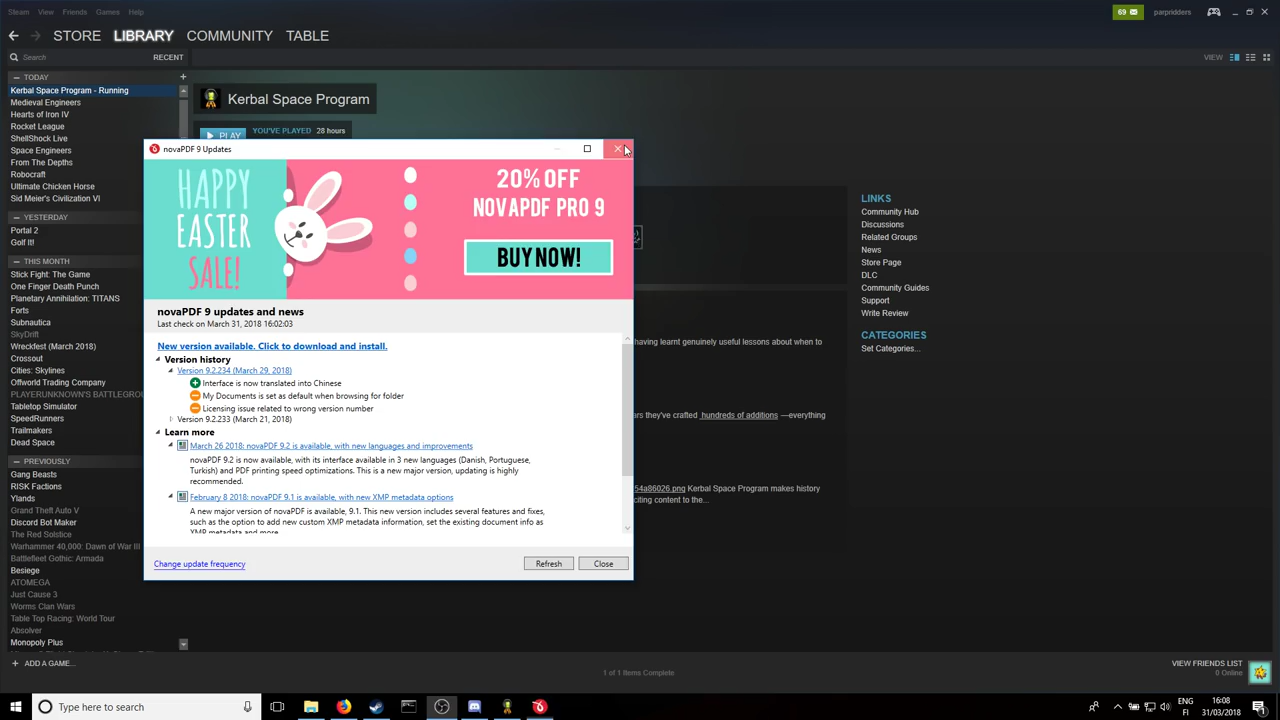 Steam View Friends Games Help
69 parpridders
STORE LIBRARY COMMUNITY TABLE
Search RECENT
VIEW
TODAY
Kerbal Space Program - Running
Medieval Engineers
Hearts of Iron IV
Rocket League
ShellShock Live
Space Engineers
From The Depths
Robocraft
Ultimate Chicken Horse
Sid Meier's Civilization VI
YESTERDAY
Portal 2
Golf It!
THIS MONTH
Stick Fight: The Game
One Finger Death Punch
Planetary Annihilation: TITANS
Forts
Subnautica
SkyDrift
Wreckfest (March 2018)
Crossout
Cities: Skylines
Offworld Trading Company
PLAYERUNKNOWN'S BATTLEGROU
Tabletop Simulator
SpeedRunners
Trailmakers
Dead Space
PREVIOUSLY
Gang Beasts
RISK Factions
Ylands
Grand Theft Auto V
Discord Bot Maker
The Red Solstice
Warhammer 40,000: Dawn of War III
Battlefleet Gothic: Armada
Besiege
ATOMEGA
Just Cause 3
Worms Clan Wars
Table Top Racing: World Tour
Absolver
Monopoly Plus
ADD A GAME...
Kerbal Space Program
PLAY YOU'VE PLAYED 28 hours
novaPDF 9 Updates
HAPPY
EASTER
SALE!
20% OFF
NOVAPDF PRO 9
BUY NOW!
novaPDF 9 updates and news
Last check on March 31, 2018 16:02:03
New version available. Click to download and install.
Version history
Version 9.2.234 (March 29, 2018)
Interface is now translated into Chinese
My Documents is set as default when browsing for folder
Licensing issue related to wrong version number
Version 9.2.233 (March 21, 2018)
Learn more
March 26 2018: novaPDF 9.2 is available, with new languages and improvements
novaPDF 9.2 is now available, with its interface available in 3 new languages (Danish, Portuguese,
Turkish) and PDF printing speed optimizations. This is a new major version, updating is highly
recommended.
February 8 2018: novaPDF 9.1 is available, with new XMP metadata options
A new major version of novaPDF is available, 9.1. This new version includes several features and fixes,
such as the option to add new custom XMP metadata information, set the existing document info as
XMP metadata and more.
Change update frequency
Refresh Close
having learnt genuinely useful lessons about when to
ars they've crafted hundreds of additions —everything
54a86026.png Kerbal Space Program makes history
citing content to the...
LINKS
Community Hub
Discussions
Related Groups
News
Store Page
DLC
Community Guides
Support
Write Review
CATEGORIES
Set Categories...
1 of 1 Items Complete
VIEW FRIENDS LIST
0 Online
Type here to search
ENG
FI
16:08
31/03/2018